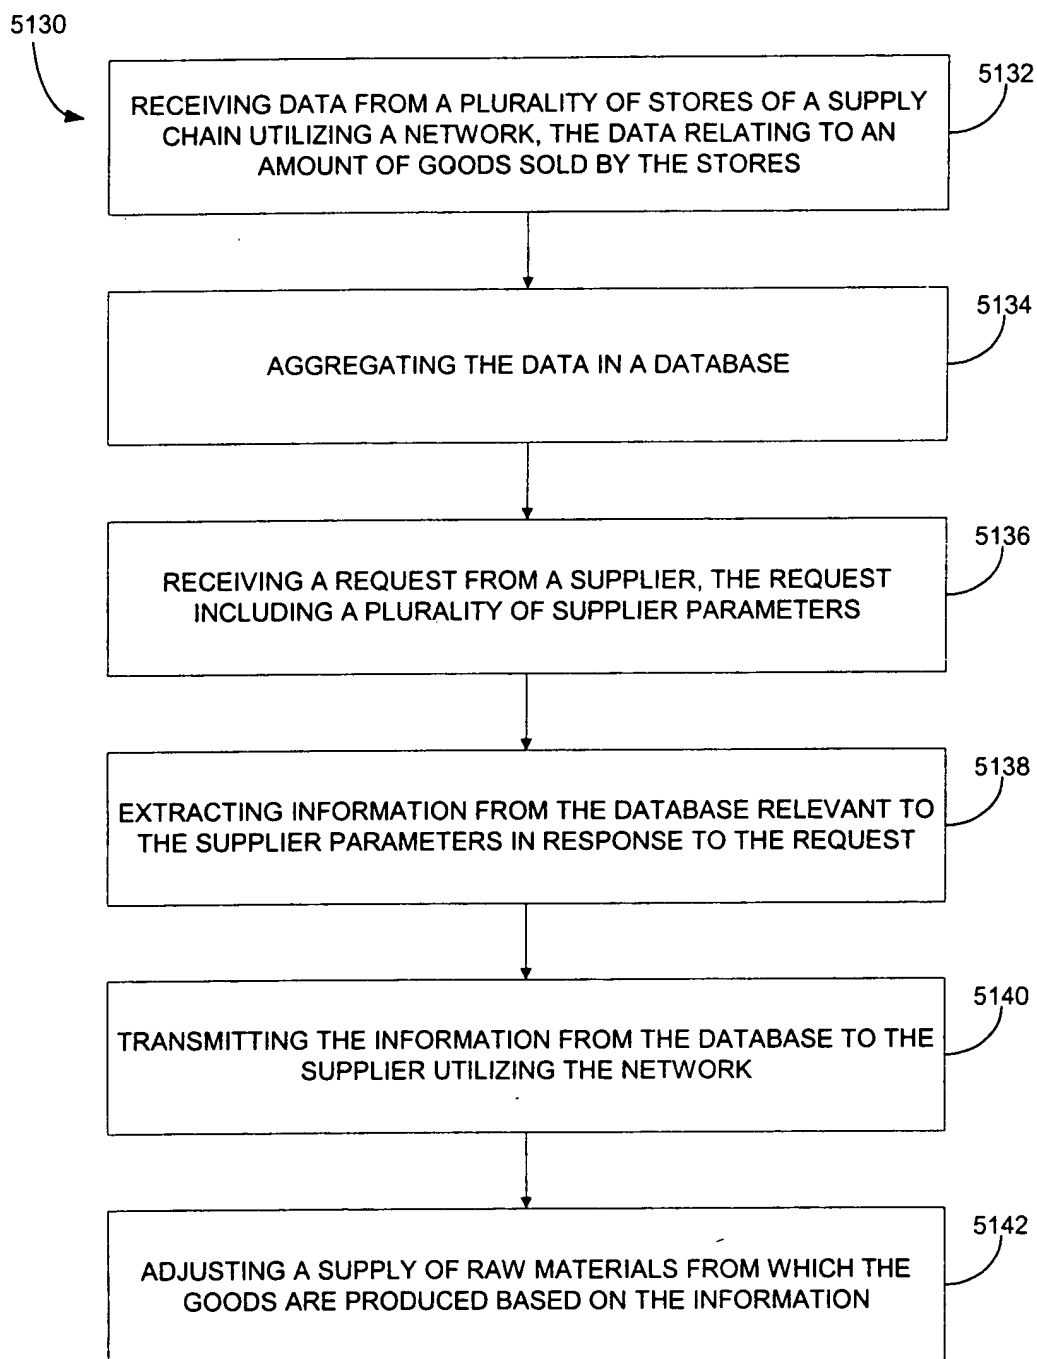 5130
5132
RECEIVING DATA FROM A PLURALITY OF STORES OF A SUPPLY
CHAIN UTILIZING A NETWORK, THE DATA RELATING TO AN
AMOUNT OF GOODS SOLD BY THE STORES
5134
AGGREGATING THE DATA IN A DATABASE
5136
RECEIVING A REQUEST FROM A SUPPLIER, THE REQUEST
INCLUDING A PLURALITY OF SUPPLIER PARAMETERS
5138
EXTRACTING INFORMATION FROM THE DATABASE RELEVANT TO
THE SUPPLIER PARAMETERS IN RESPONSE TO THE REQUEST
5140
TRANSMITTING THE INFORMATION FROM THE DATABASE TO THE
SUPPLIER UTILIZING THE NETWORK
5142
ADJUSTING A SUPPLY OF RAW MATERIALS FROM WHICH THE
GOODS ARE PRODUCED BASED ON THE INFORMATION